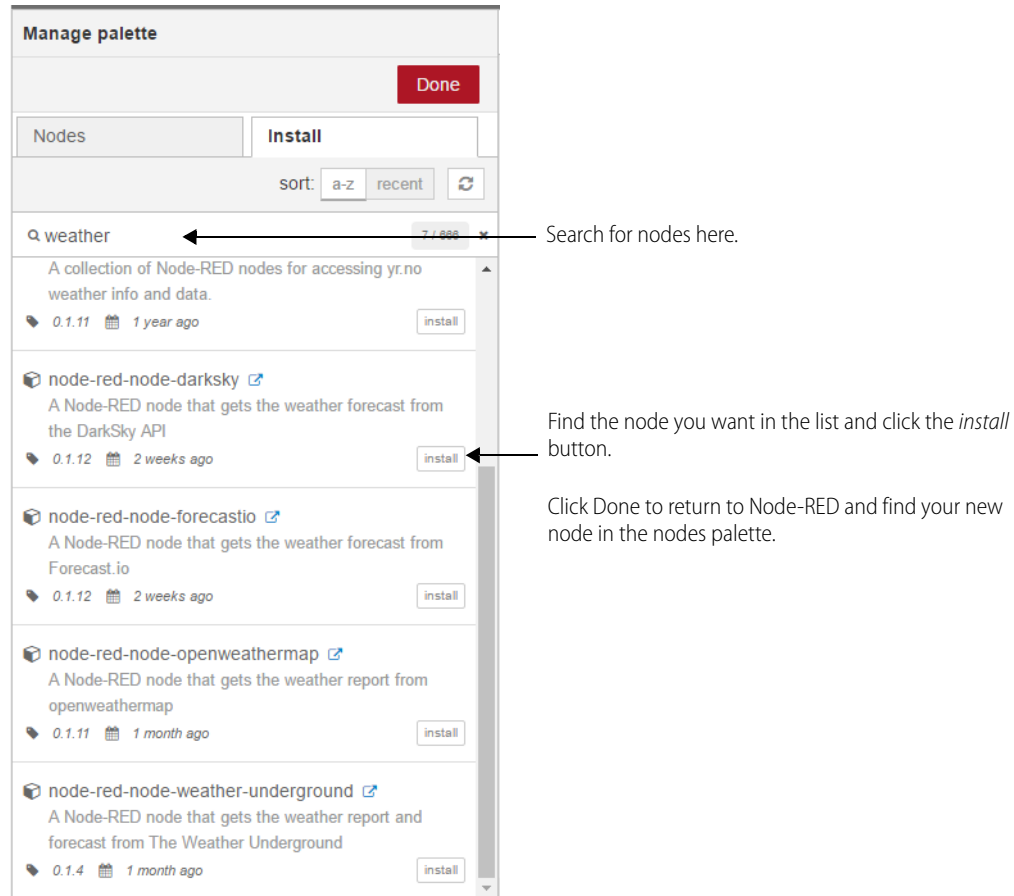 Manage palette
Done
Nodes
Install
sort: a-z recent
weather
7 / 666
Search for nodes here.
A collection of Node-RED nodes for accessing yr.no
weather info and data.
0.1.11 1 year ago
install
node-red-node-darksky
A Node-RED node that gets the weather forecast from
the DarkSky API
0.1.12 2 weeks ago
install
Find the node you want in the list and click the install
button.
Click Done to return to Node-RED and find your new
node in the nodes palette.
node-red-node-forecastio
A Node-RED node that gets the weather forecast from
Forecast.io
0.1.12 2 weeks ago
install
node-red-node-openweathermap
A Node-RED node that gets the weather report from
openweathermap
0.1.11 1 month ago
install
node-red-node-weather-underground
A Node-RED node that gets the weather report and
forecast from The Weather Underground
0.1.4 1 month ago
install